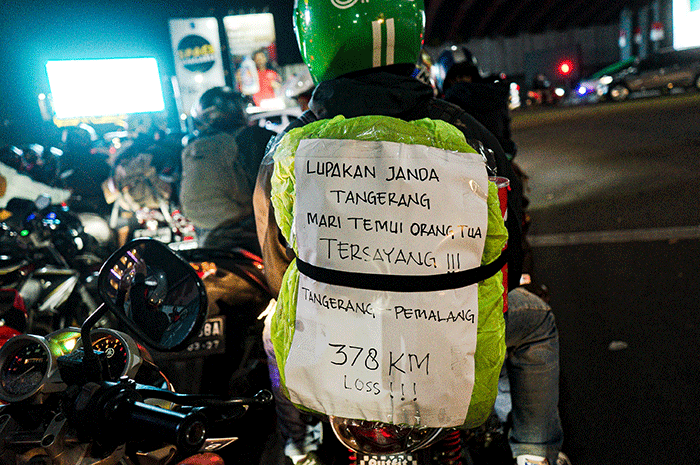 LUPAKAN JANDA
TANGERANG
MARI TEMUI ORANG TUA
TERSAYANG !!!
TANGERANG - PEMALANG
378 KM
LOSS !!!